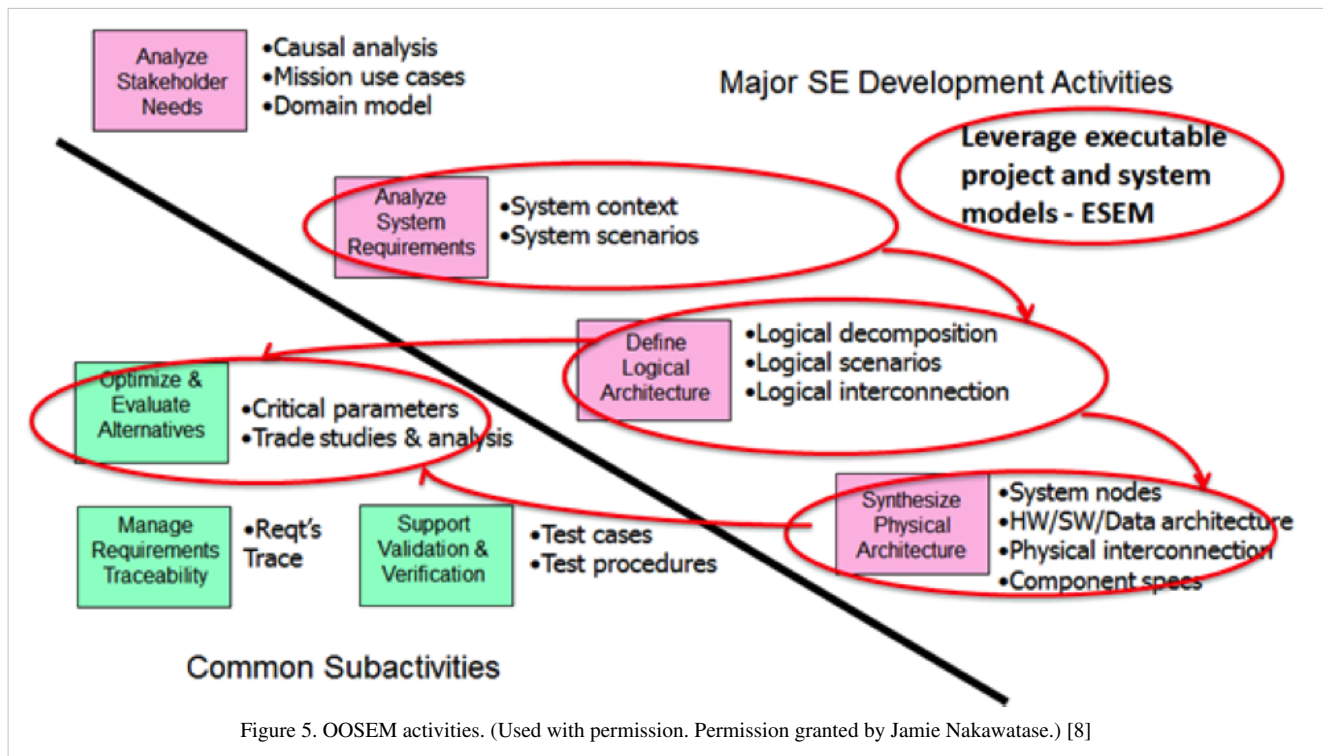 Analyze
Stakeholder
Needs
•Causal analysis
•Mission use cases
•Domain model
Major SE Development Activities
Leverage executable
project and system
models - ESEM
Analyze
System
Requirements
•System context
•System scenarios
Define
Logical
Architecture
•Logical decomposition
•Logical scenarios
•Logical interconnection
Optimize &
Evaluate
Alternatives
•Critical parameters
•Trade studies & analysis
Synthesize
Physical
Architecture
•System nodes
•HW/SW/Data architecture
•Physical interconnection
•Component spees
Manage
Requirements
Traceability
•Reqt's
Trace
Support
Validation &
Verification
•Test cases
•Test procedures
Common Subactivities
Figure 5. OOSEM activities. (Used with permission. Permission granted by Jamie Nakawatase.) [8]